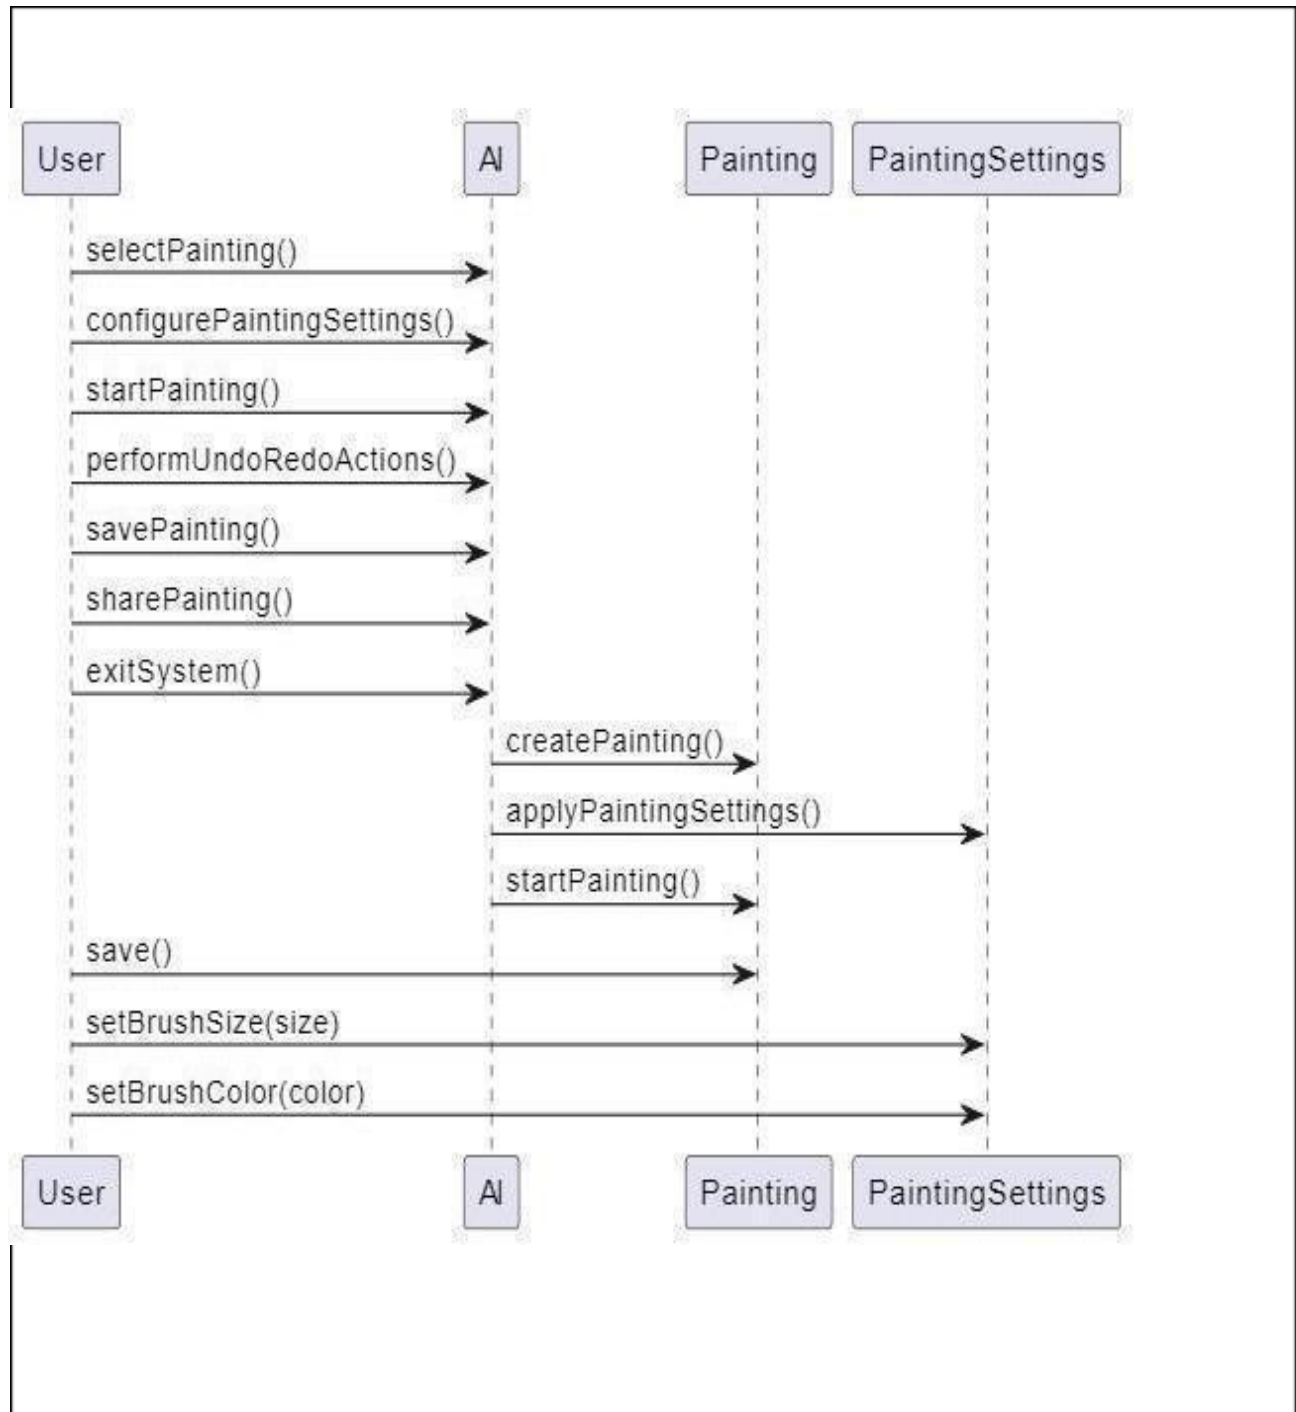 User AI Painting PaintingSettings
selectPainting()
configurePaintingSettings()
startPainting()
performUndoRedoActions()
savePainting()
sharePainting()
exitSystem()
createPainting()
applyPaintingSettings()
startPainting()
save()
setBrushSize(size)
setBrushColor(color)
User AI Painting PaintingSettings